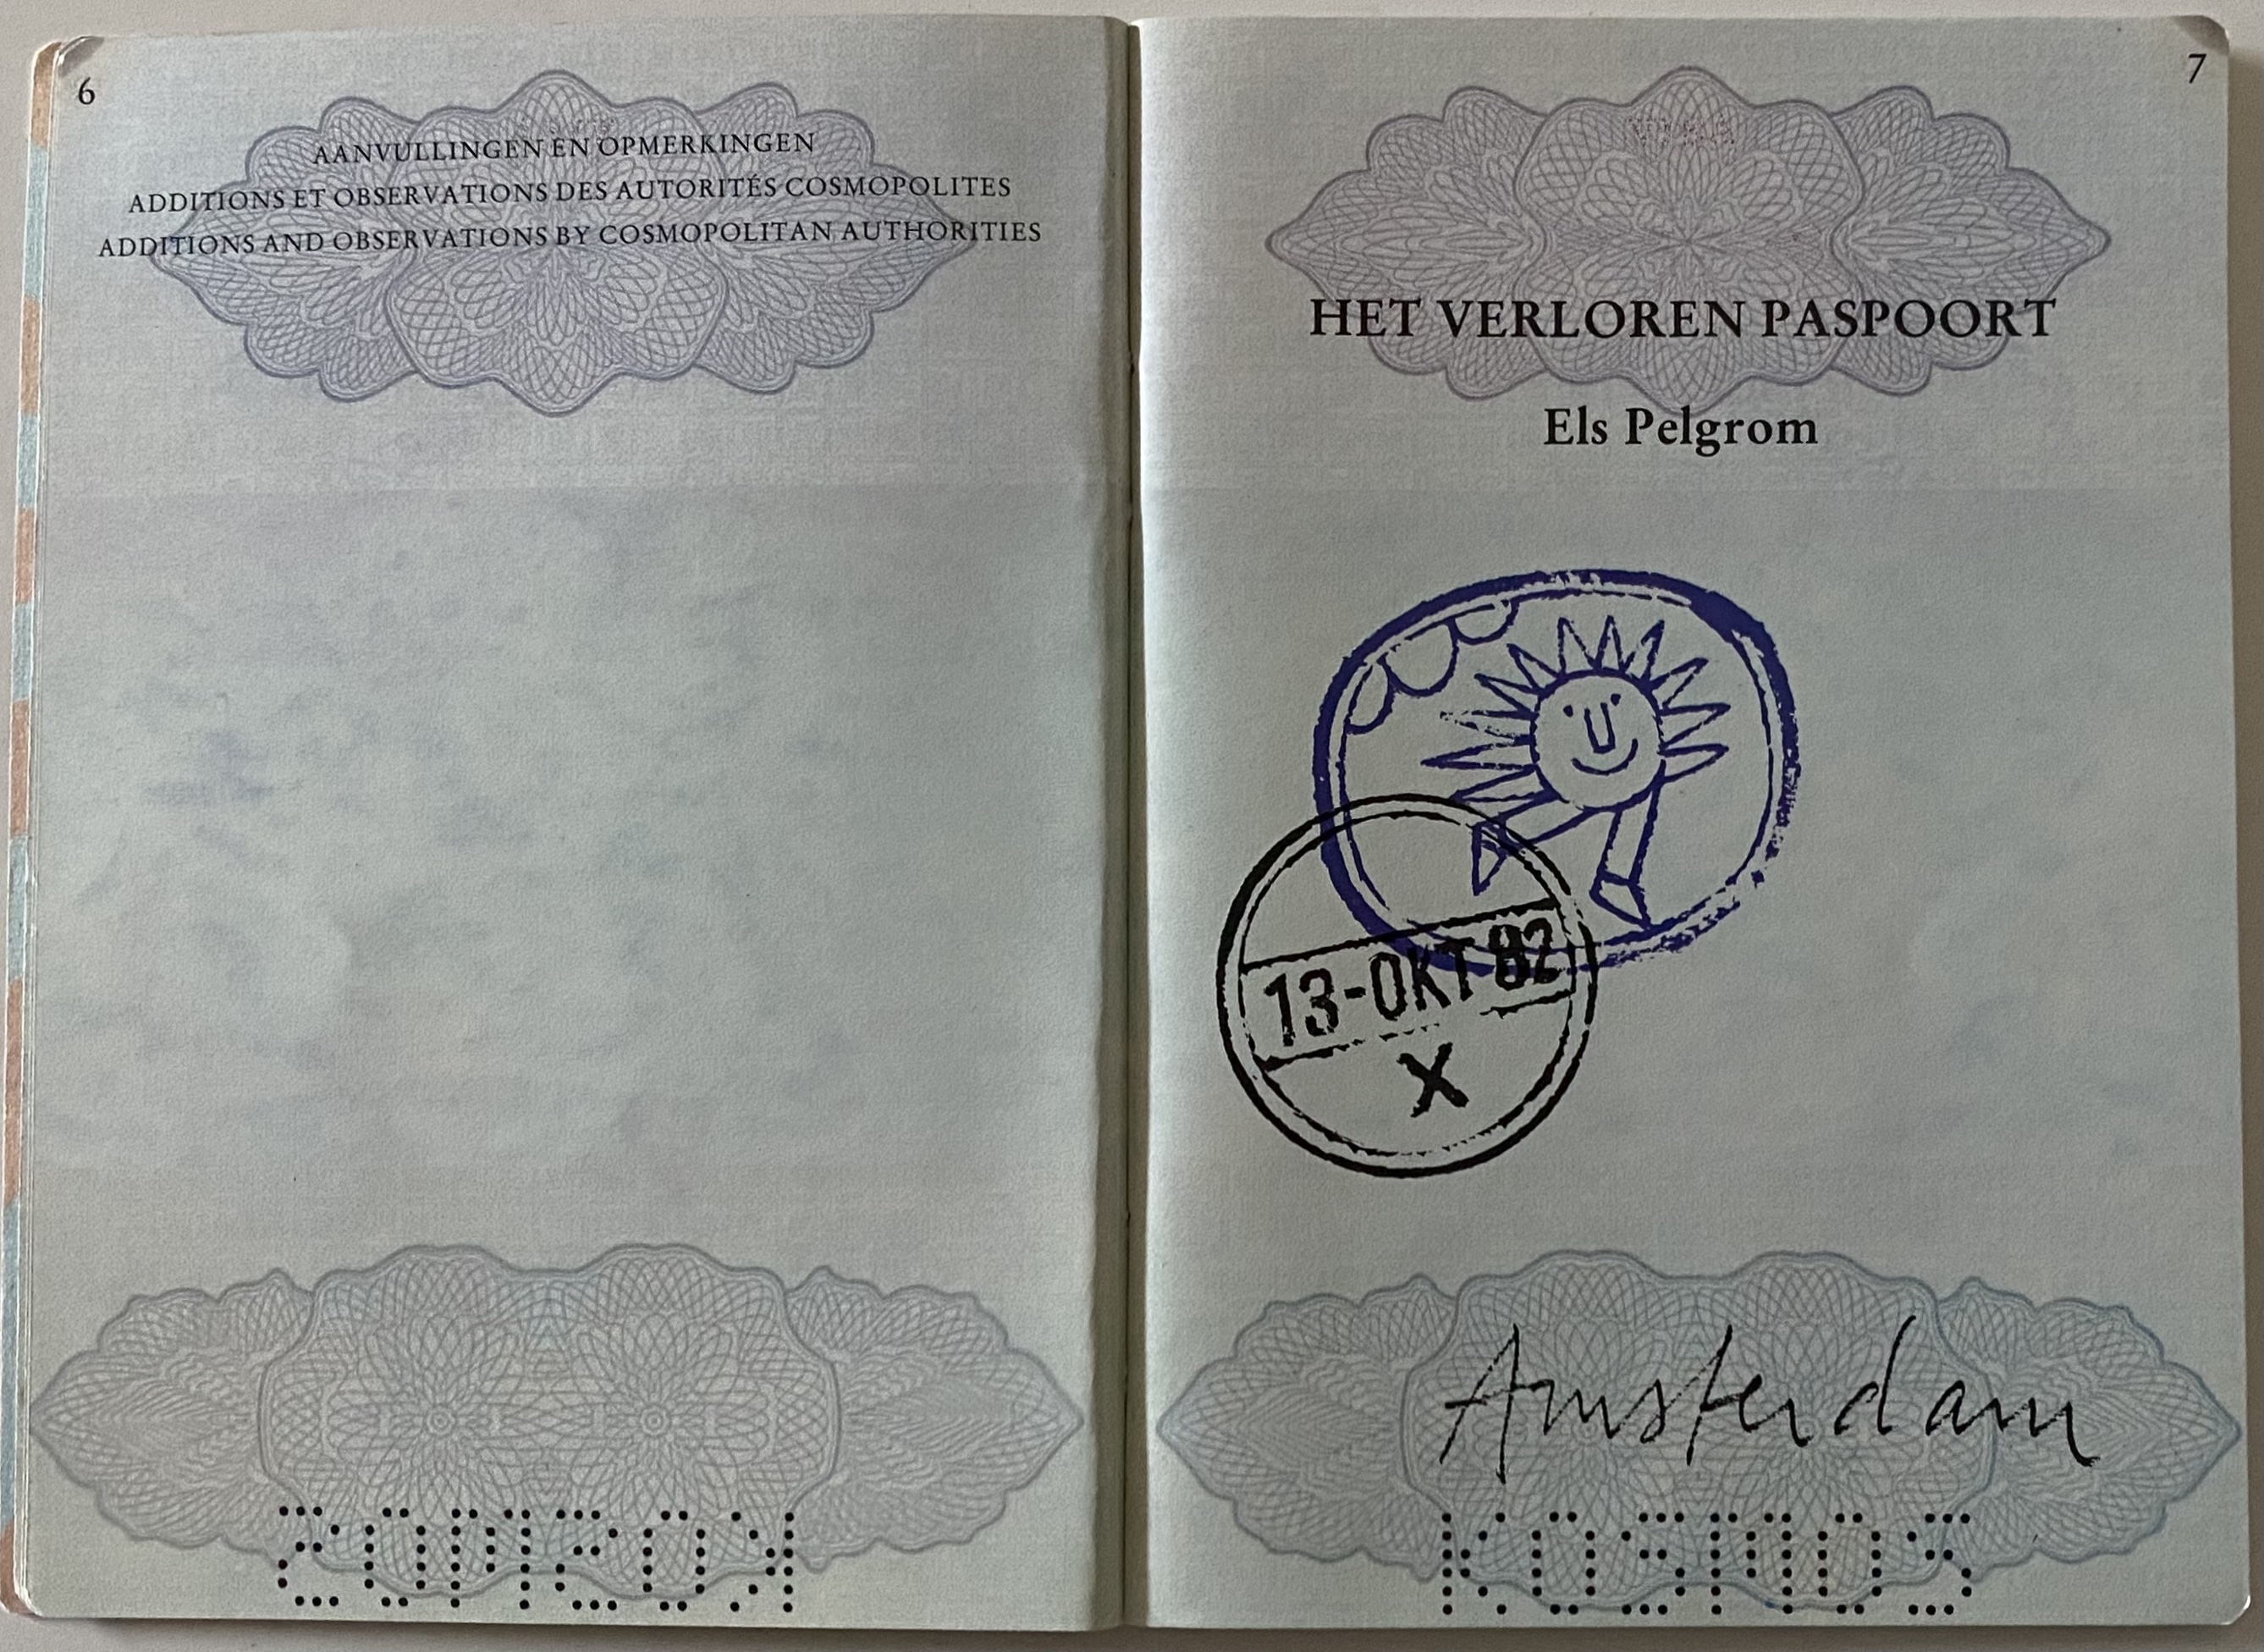 6
AANVULLINGEN EN OPMERKINGEN
ADDITIONS ET OBSERVATIONS DES AUTORITÉS COSMOPOLITES
ADDITIONS AND OBSERVATIONS BY COSMOPOLITAN AUTHORITIES
7
HET VERLOREN PASPOORT
Els Pelgrom
13-OKT 82
X
Amsterdam
KOSMOS